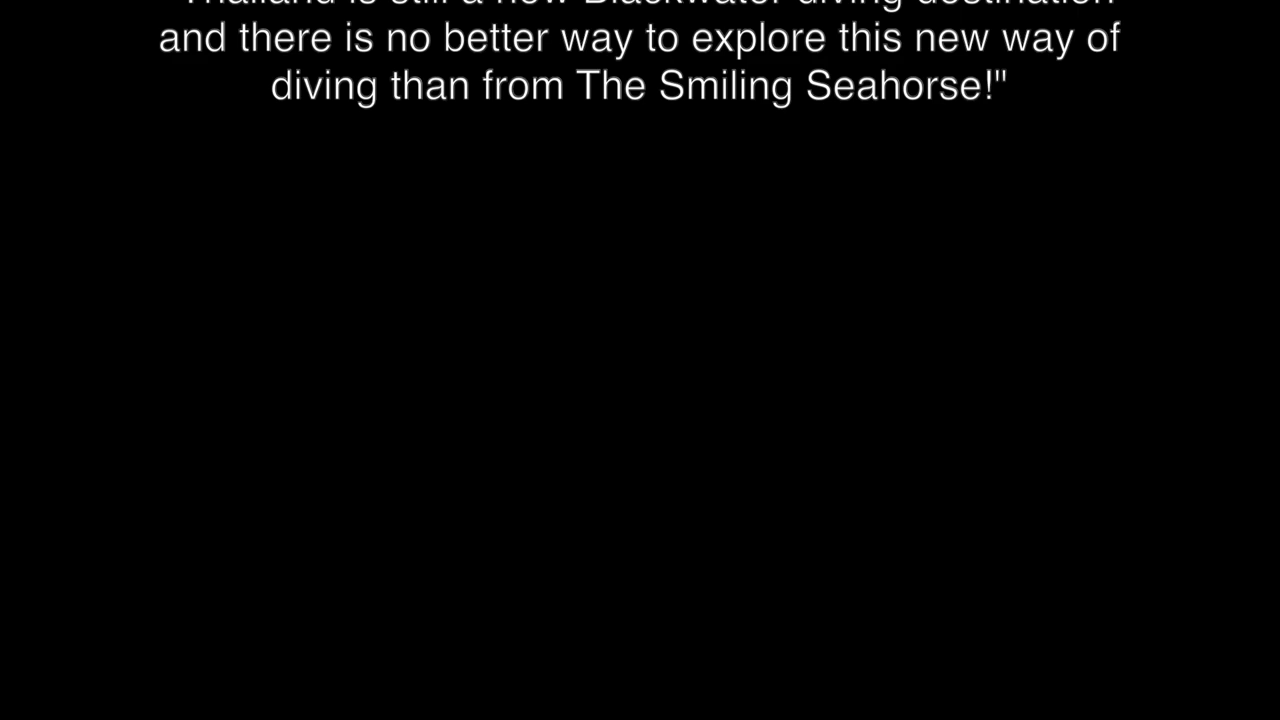 Thailand is still a new Blackwater diving destination
and there is no better way to explore this new way of
diving than from The Smiling Seahorse!"